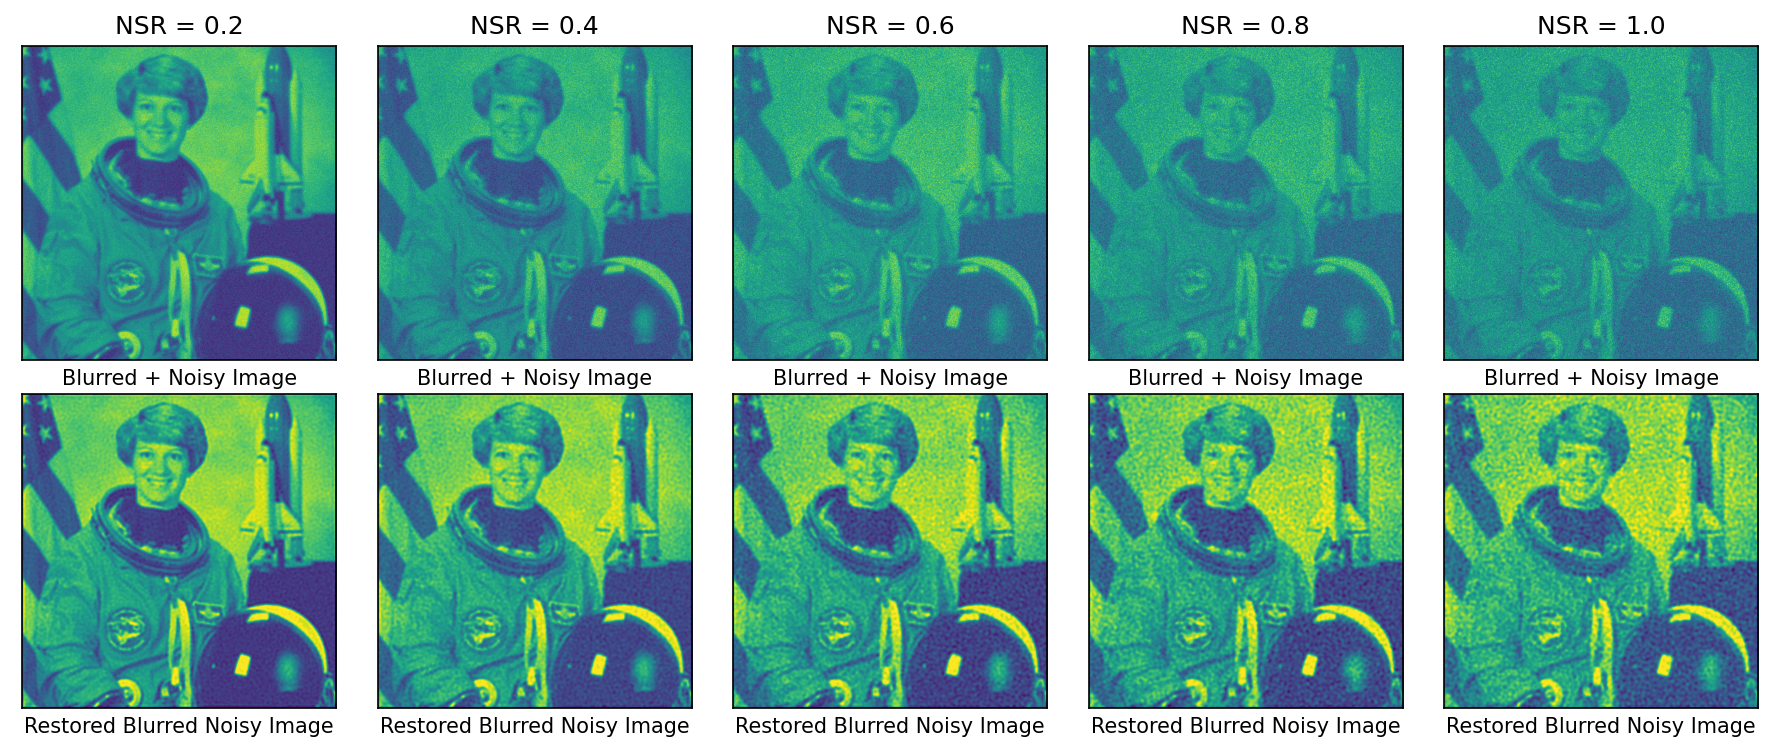 NSR = 0.2
NSR = 0.4
NSR = 0.6
NSR = 0.8
NSR = 1.0
Blurred + Noisy Image
Blurred + Noisy Image
Blurred + Noisy Image
Blurred + Noisy Image
Blurred + Noisy Image
Restored Blurred Noisy Image
Restored Blurred Noisy Image
Restored Blurred Noisy Image
Restored Blurred Noisy Image
Restored Blurred Noisy Image